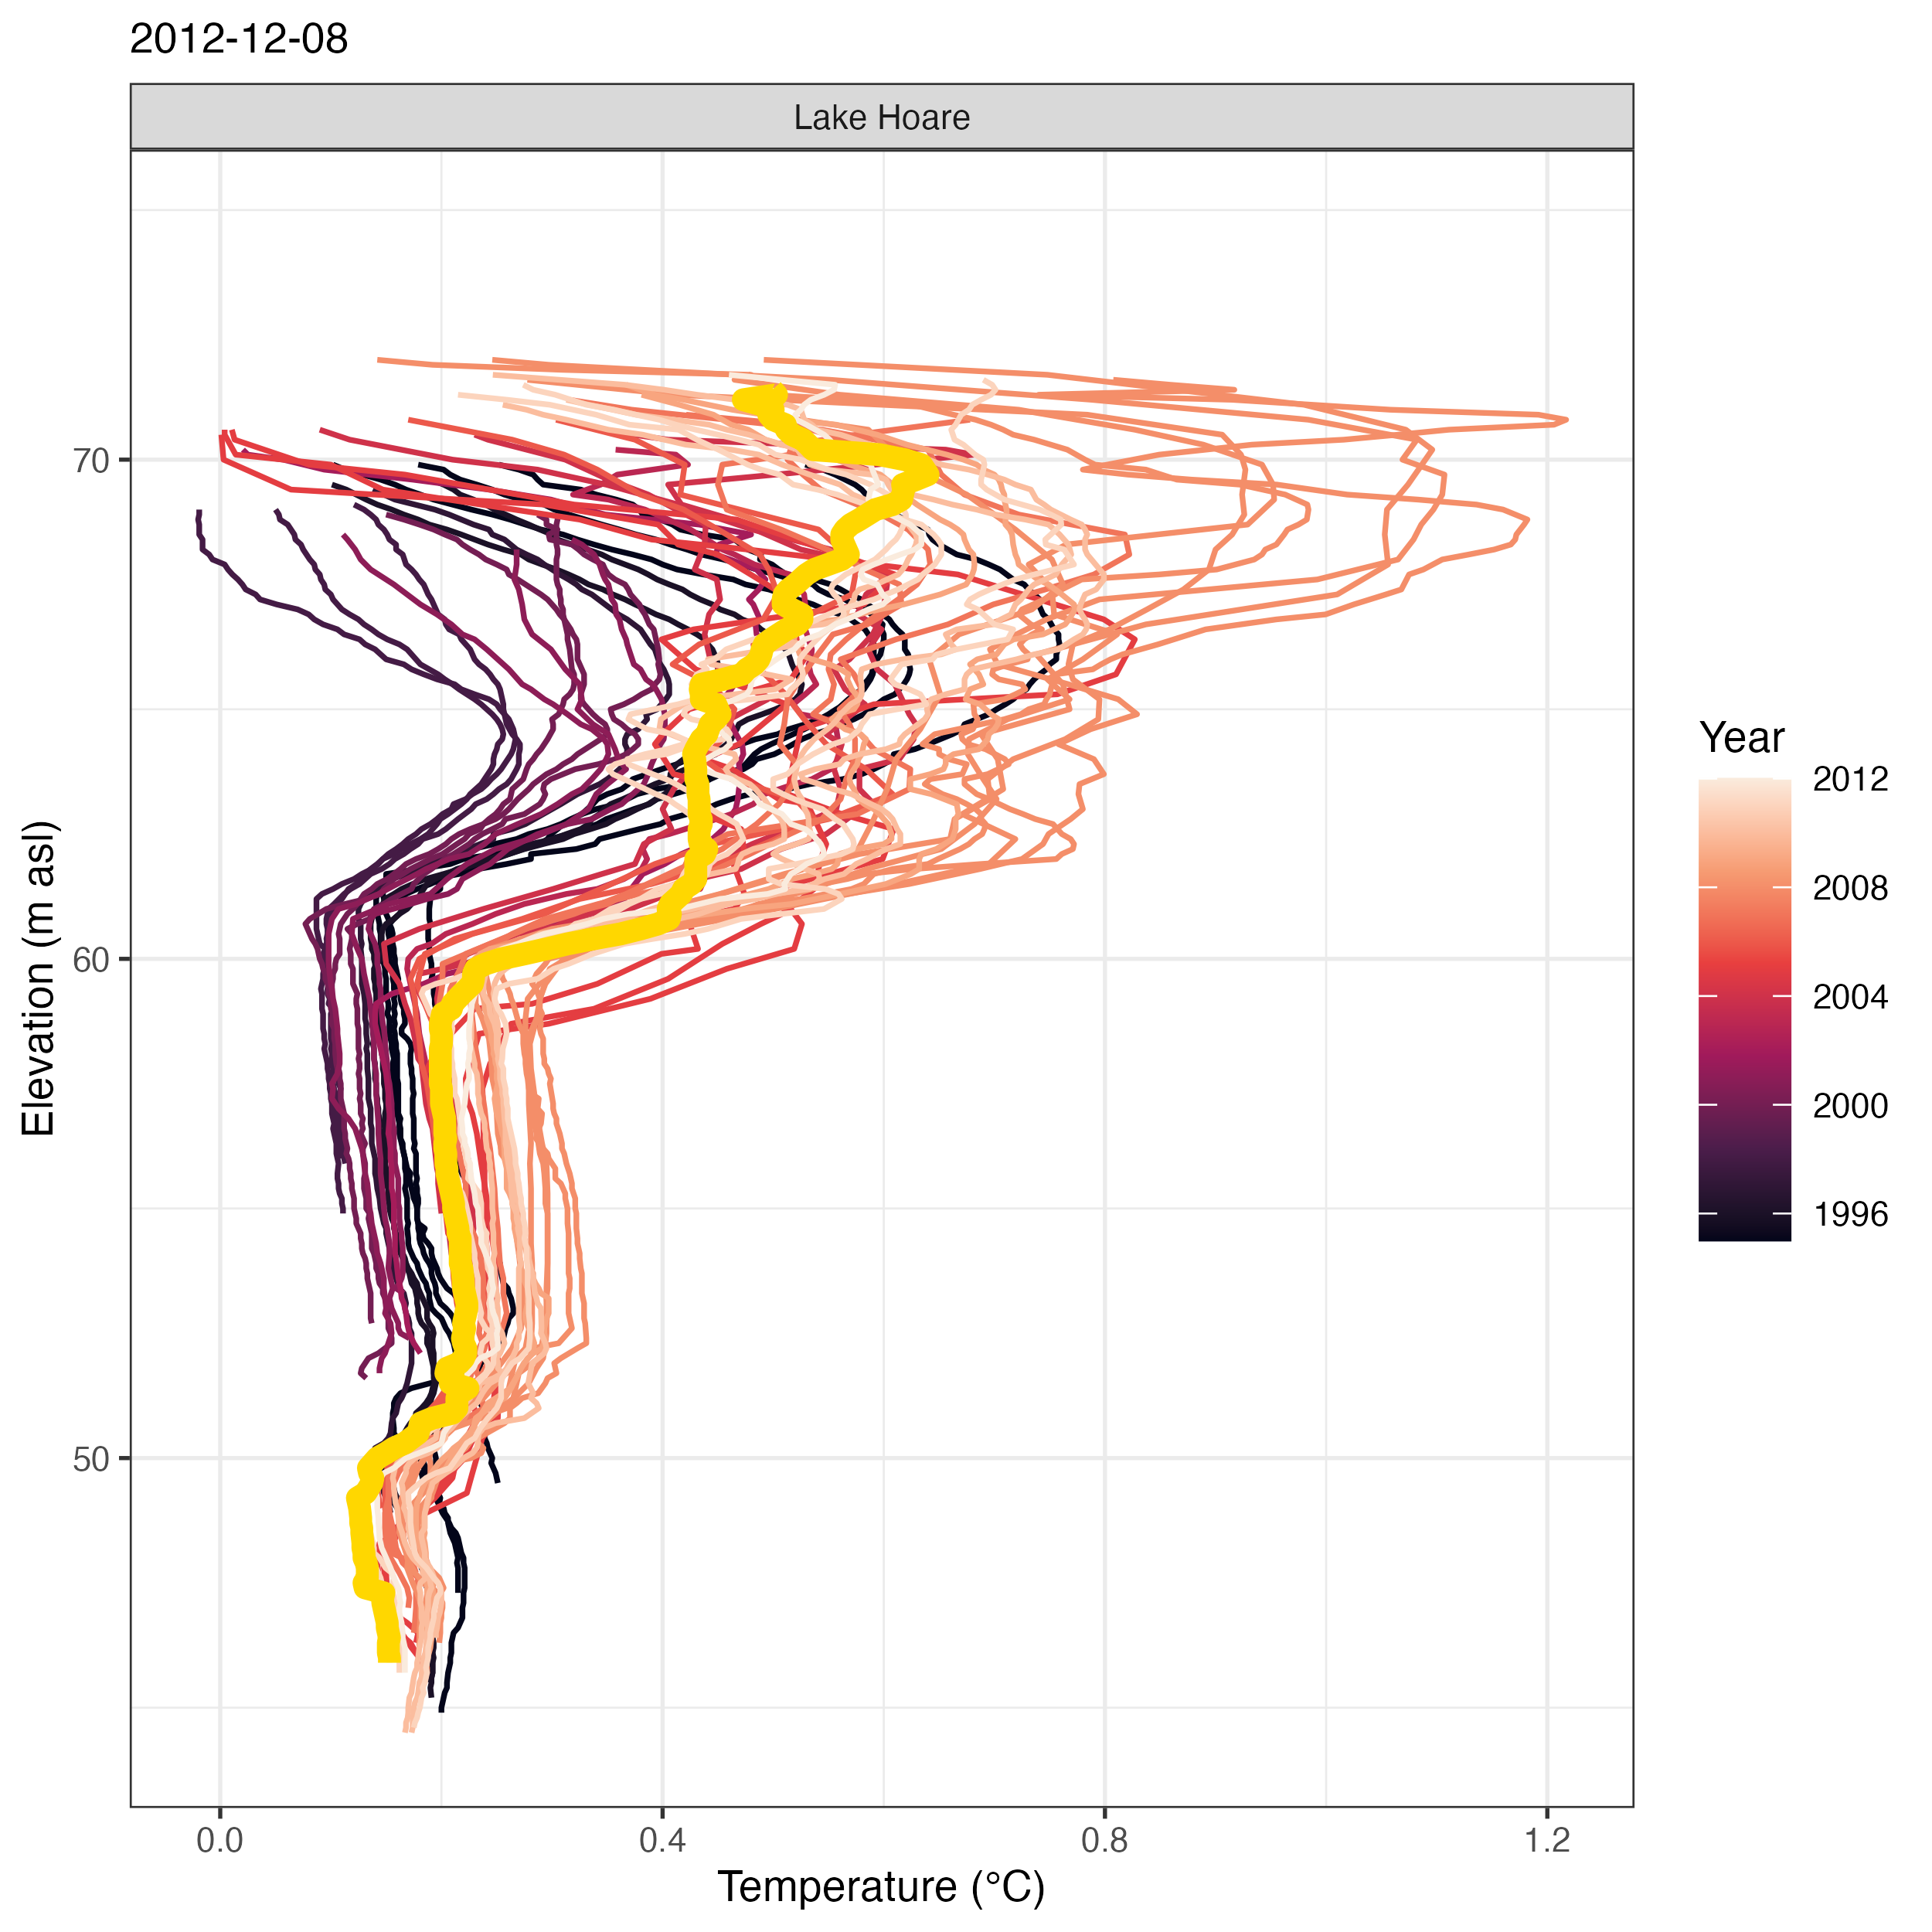 2012-12-08
Lake Hoare
70
60
50
Elevation (m asl)
0.0 0.4 0.8 1.2
Temperature (°C)
Year
2012
2008
2004
2000
1996